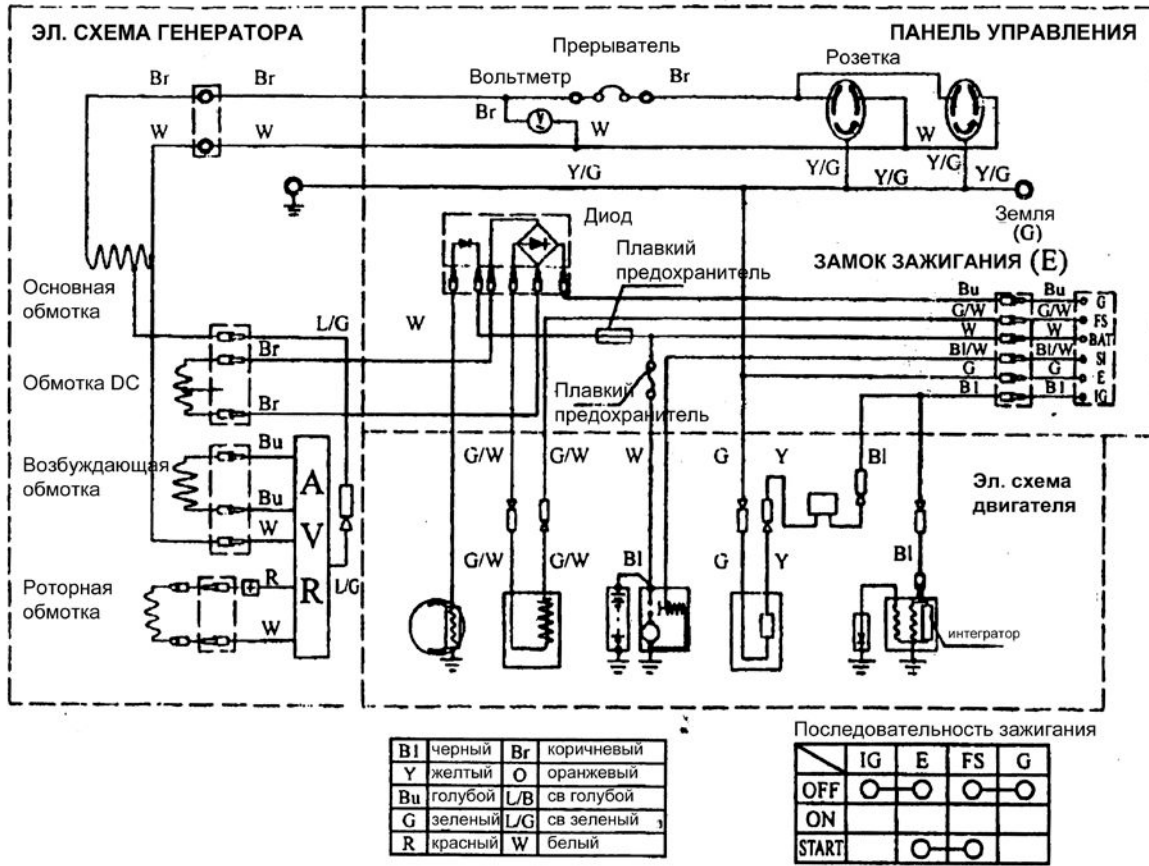 ЭЛ. СХЕМА ГЕНЕРАТОРА
ПАНЕЛЬ УПРАВЛЕНИЯ
Прерыватель
Вольтметр
Розетка
Br
Br
Br
Br
W
W
W
W
Y/G
Y/G
Y/G
Y/G
Y/G
Земля
(G)
Диод
Плавкий
предохранитель
ЗАМОК ЗАЖИГАНИЯ (E)
Основная
обмотка
L/G
W
Bu
Bu
G
G/W
G/W
FS
W
W
BAT
Bl/W
Bl/W
SI
G
G
E
Bl
Bl
IG
Br
Обмотка DC
Br
Плавкий
предохранитель
Возбуждающая
обмотка
Bu
Bu
W
A
V
R
L/G
Роторная
обмотка
R
W
G/W
G/W
W
G
Y
Bl
Эл. схема
двигателя
G/W
G/W
Bl
G
Y
Bl
интегратор
Последовательность зажигания
Bl черный Br коричневый
Y желтый O оранжевый
Bu голубой L/B св голубой
G зеленый L/G св зеленый
R красный W белый
IG E FS G
OFF
ON
START